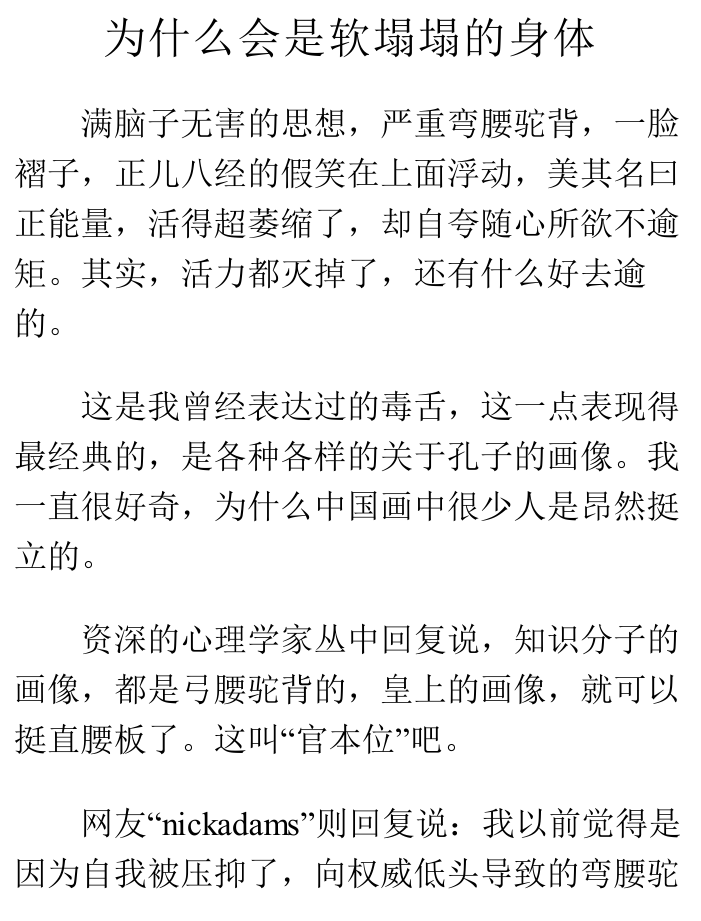 为什么会是软塌塌的身体
满脑子无害的思想，严重弯腰驼背，一脸
褶子，正儿八经的假笑在上面浮动，美其名曰
正能量，活得超萎缩了，却自夸随心所欲不逾
矩。其实，活力都灭掉了，还有什么好去逾
的。
这是我曾经表达过的毒舌，这一点表现得
最经典的，是各种各样的关于孔子的画像。我
一直很好奇，为什么中国画中很少人是昂然挺
立的。
资深的心理学家丛中回复说，知识分子的
画像，都是弓腰驼背的，皇上的画像，就可以
挺直腰板了。这叫“官本位”吧。
网友“nickadams”则回复说：我以前觉得是
因为自我被压抑了，向权威低头导致的弯腰驼